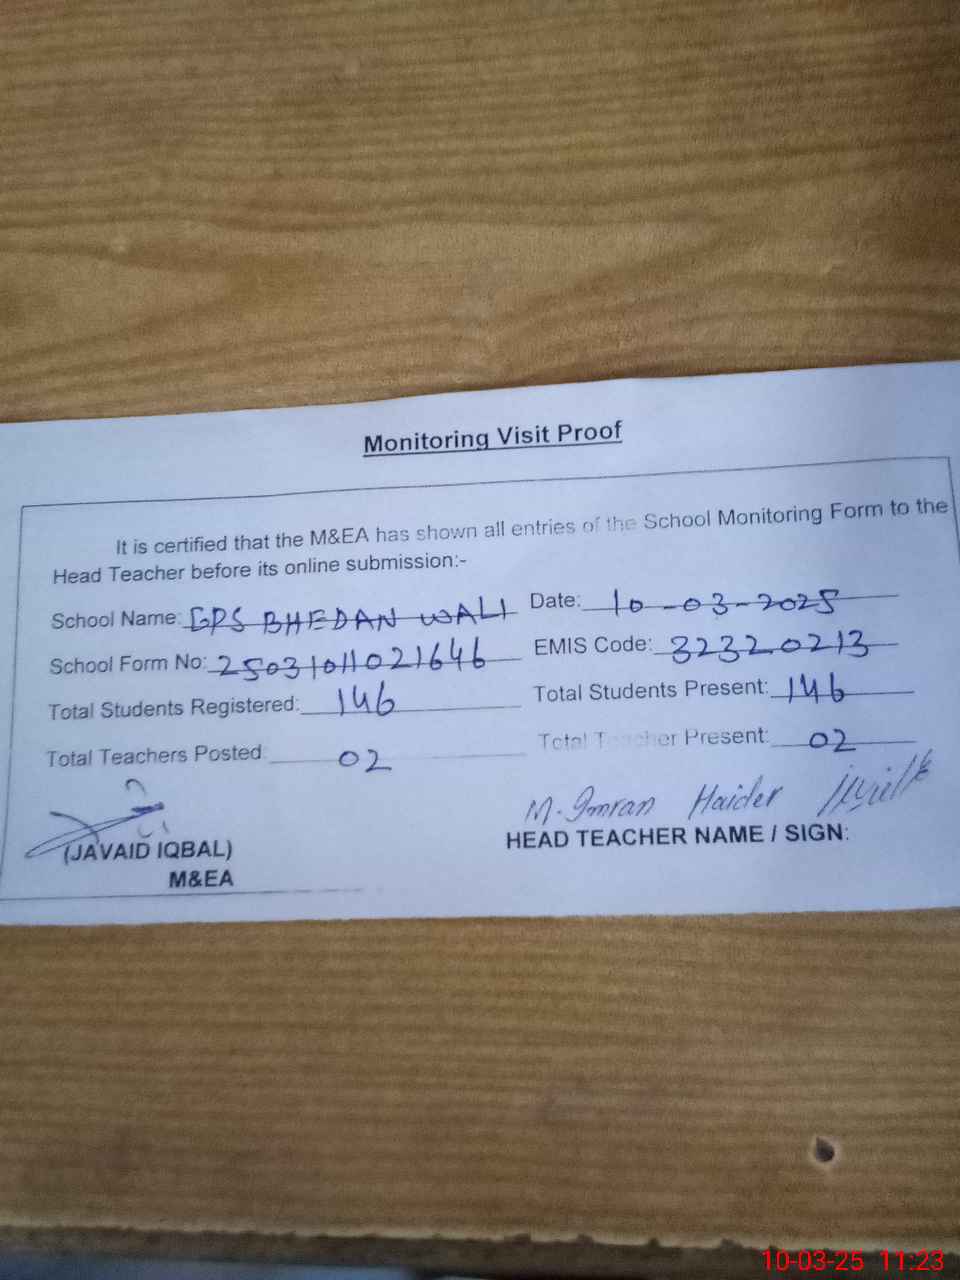 Monitoring Visit Proof
It is certified that the M&EA has shown all entries of the School Monitoring Form to the
Head Teacher before its online submission:-
School Name: GPS BHEDAN WALI Date: 10-03-2025
School Form No: 25031011021646 EMIS Code: 32320213
Total Students Registered: 146 Total Students Present: 146
Total Teachers Posted: 02 Total Teacher Present: 02
M. Imran Haider
(JAVAID IQBAL) HEAD TEACHER NAME / SIGN:
M&EA
10-03-25 11:23